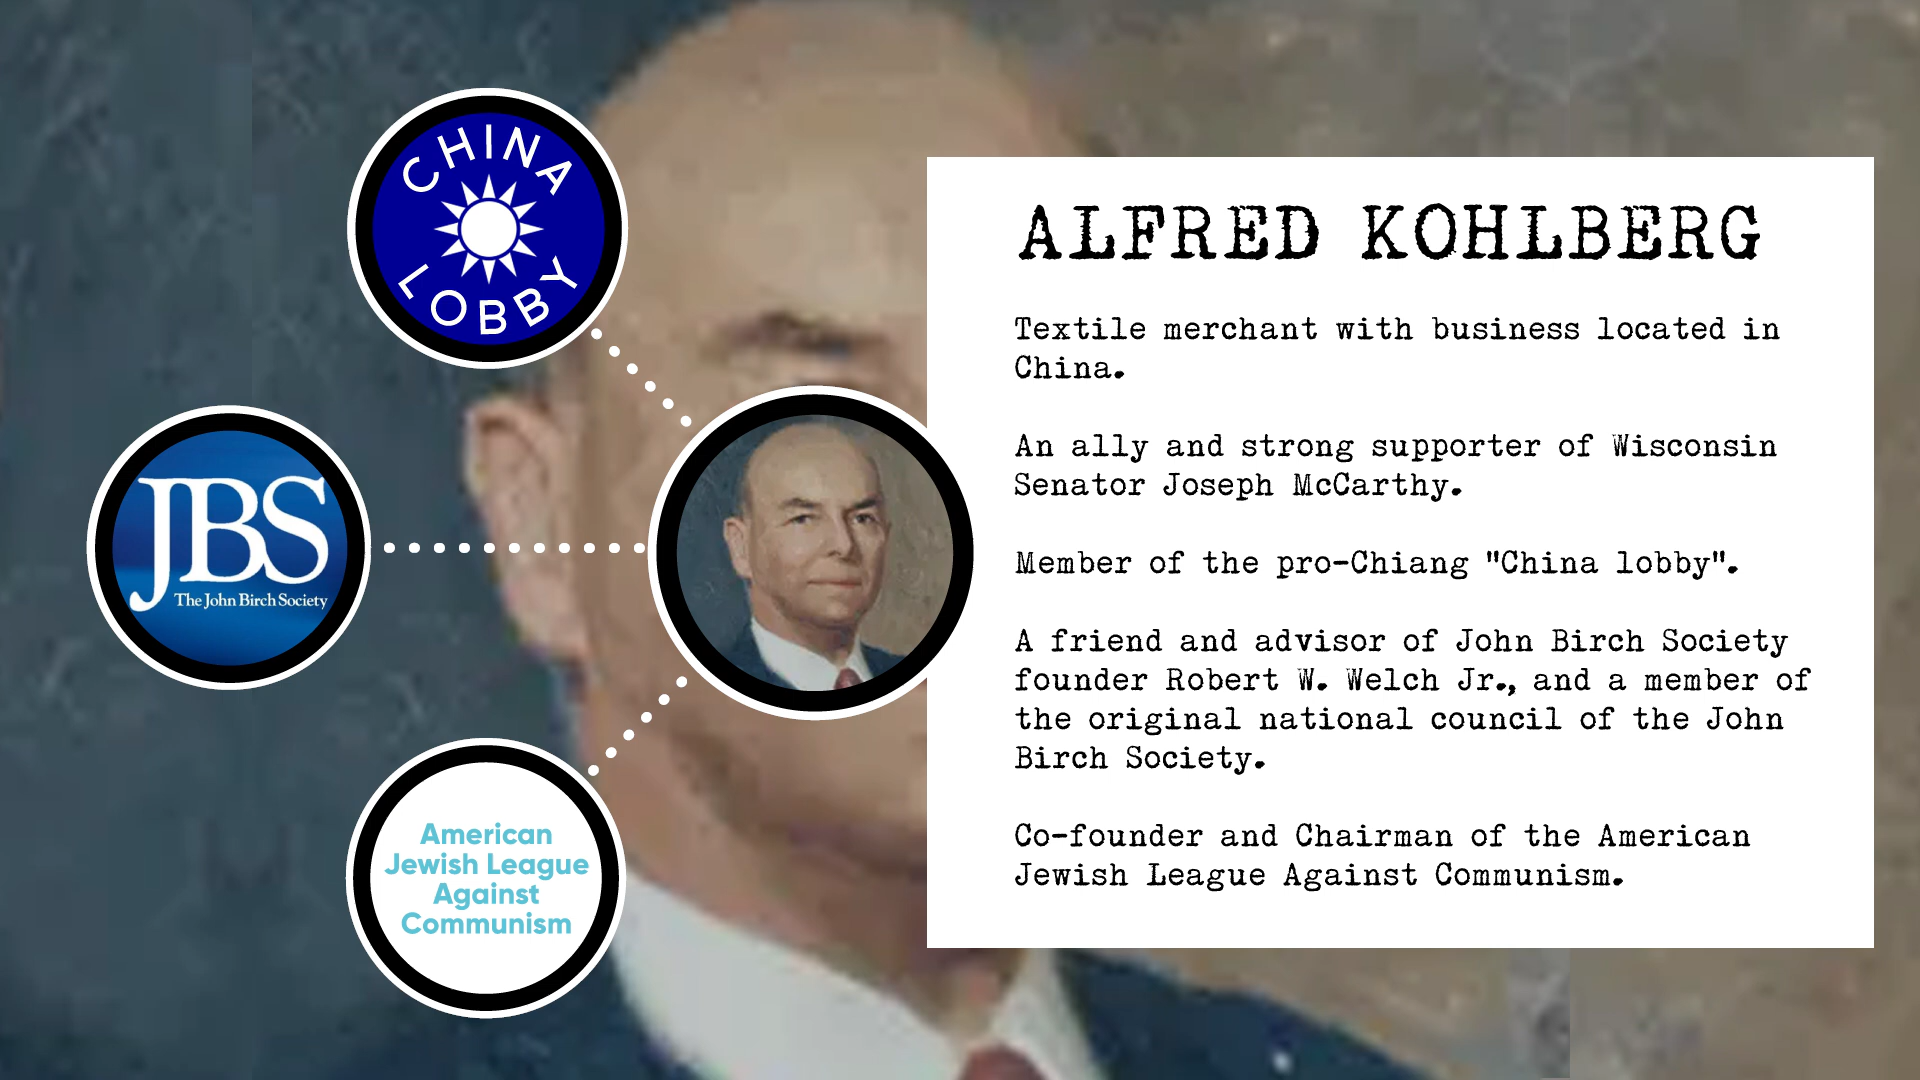 CHINA
LOBBY
JBS
The John Birch Society
American
Jewish League
Against
Communism
ALFRED KOHLBERG
Textile merchant with business located in
China.
An ally and strong supporter of Wisconsin
Senator Joseph McCarthy.
Member of the pro-Chiang "China lobby".
A friend and advisor of John Birch Society
founder Robert W. Welch Jr., and a member of
the original national council of the John
Birch Society.
Co-founder and Chairman of the American
Jewish League Against Communism.